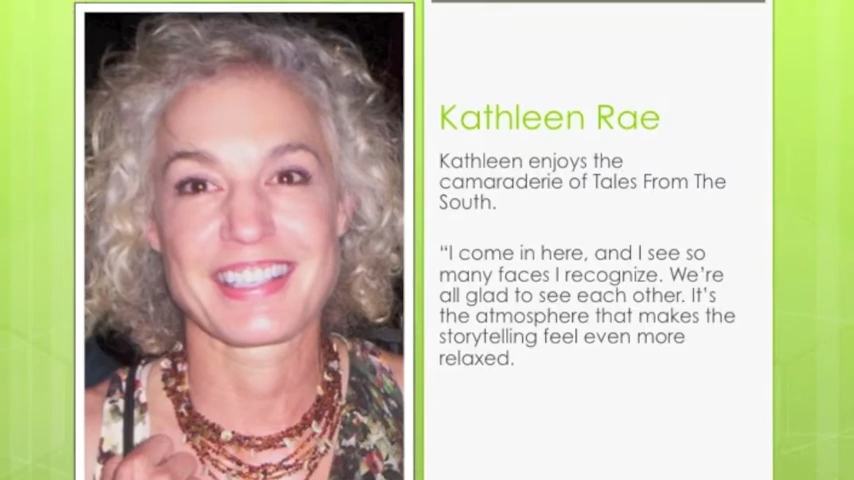 Kathleen Rae
Kathleen enjoys the
camaraderie of Tales From The
South.
“I come in here, and I see so
many faces I recognize. We’re
all glad to see each other. It’s
the atmosphere that makes the
storytelling feel even more
relaxed.